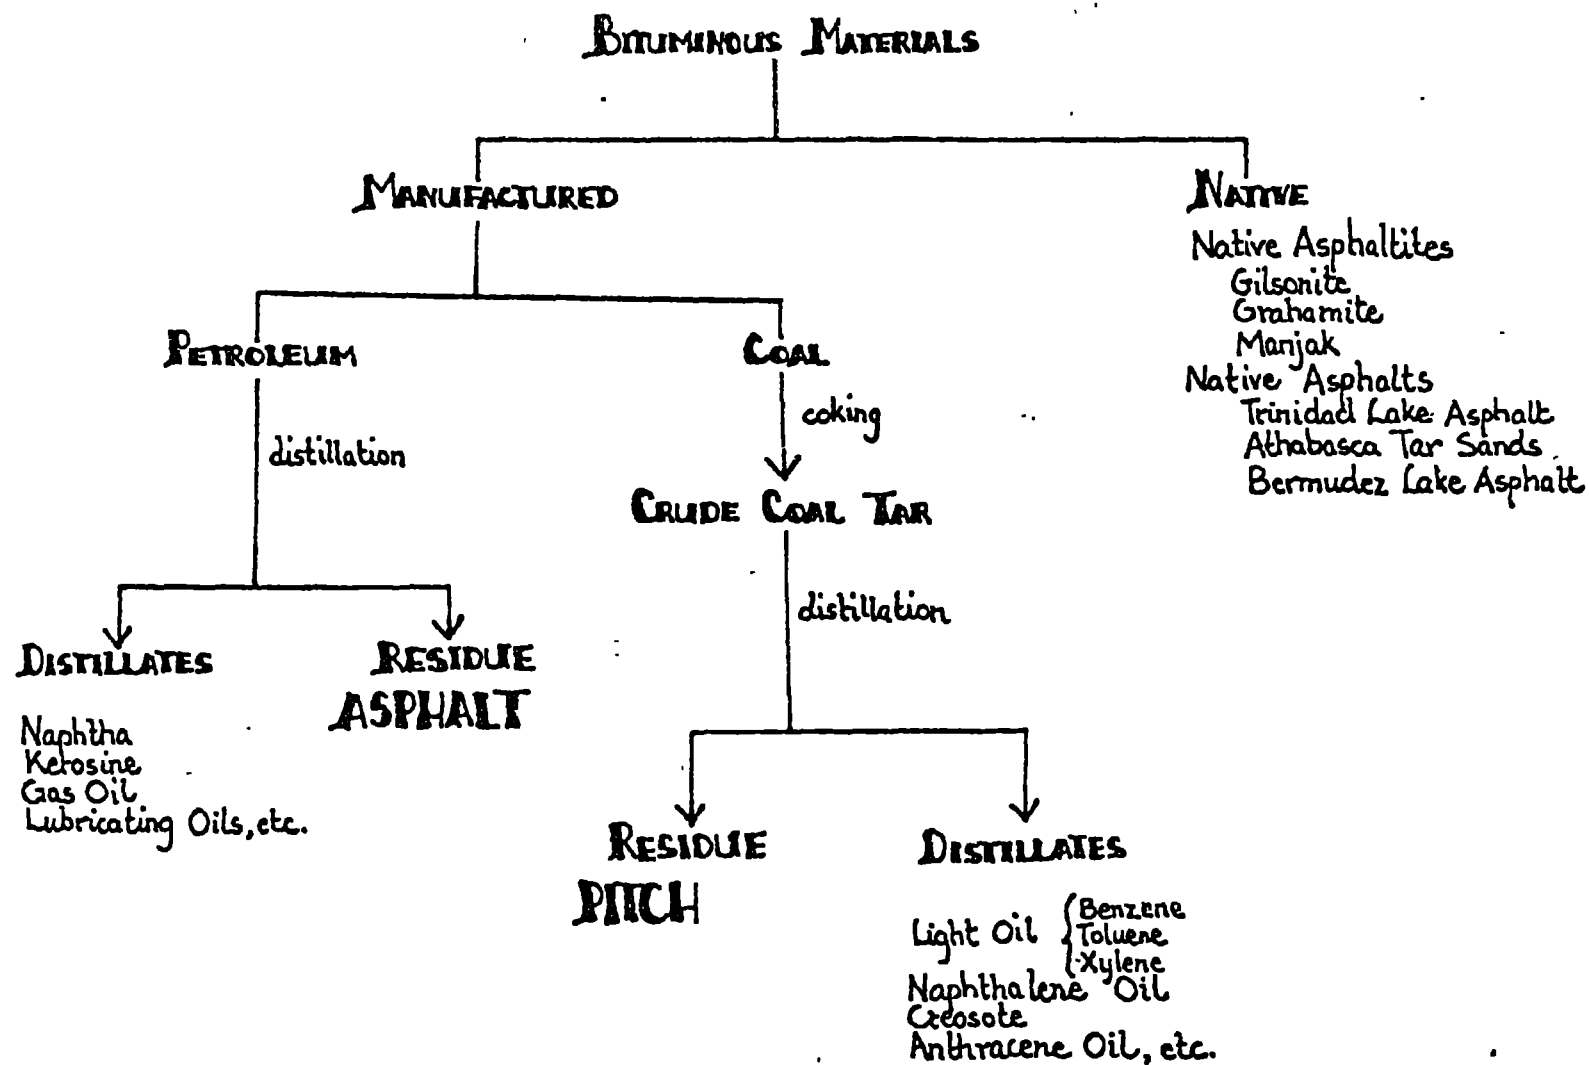 BITUMINOUS MATERIALS
MANUFACTURED
NATIVE
Native Asphaltites
Gilsonite
Grahamite
Manjak
Native Asphalts
Trinidad Lake Asphalt
Athabasca Tar Sands
Bermudez Lake Asphalt
PETROLEUM
COAL
coking
distillation
CRUDE COAL TAR
distillation
DISTILLATES
Naphtha
Kerosine
Gas Oil
Lubricating Oils, etc.
RESIDUE
ASPHALT
RESIDUE
PITCH
DISTILLATES
Light Oil { Benzene
Toluene
Xylene
Naphthalene Oil
Creosote
Anthracene Oil, etc.